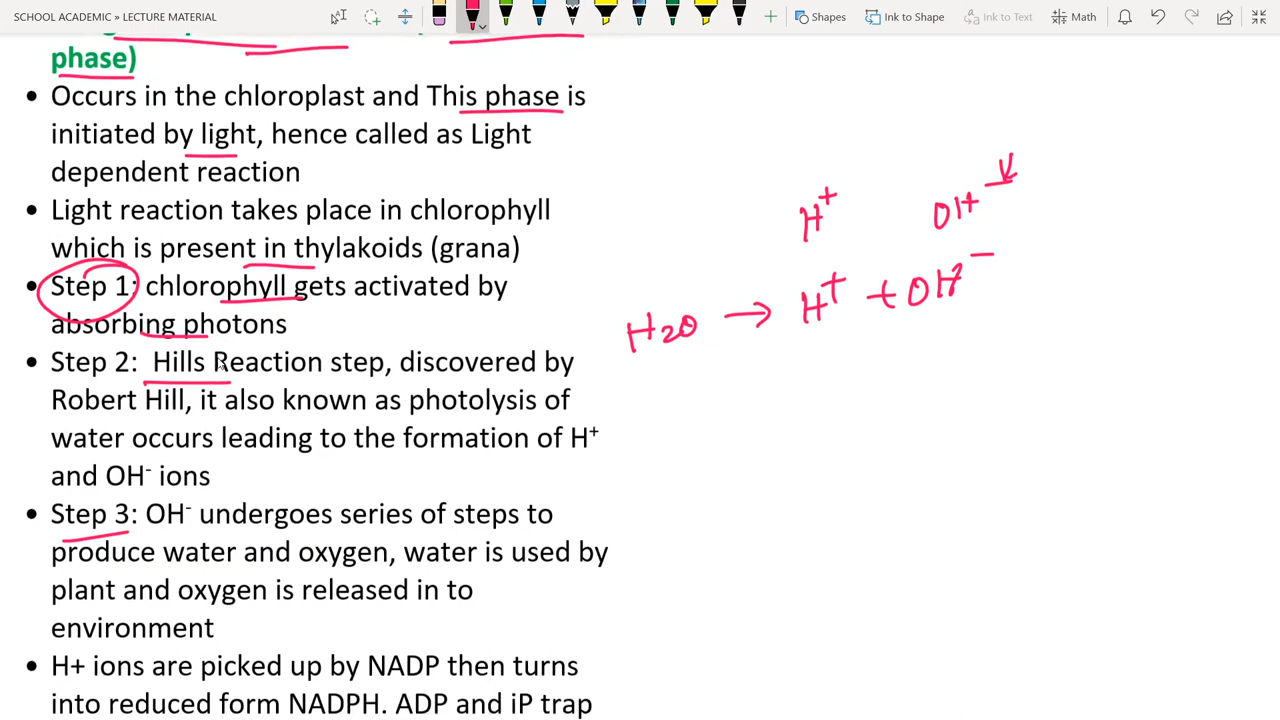 SCHOOL ACADEMIC » LECTURE MATERIAL
Shapes
Ink to Shape
Ink to Text
Math
phase)
• Occurs in the chloroplast and This phase is
initiated by light, hence called as Light
dependent reaction
• Light reaction takes place in chlorophyll
which is present in thylakoids (grana)
• Step 1: chlorophyll gets activated by
absorbing photons
• Step 2: Hills Reaction step, discovered by
Robert Hill, it also known as photolysis of
water occurs leading to the formation of H⁺
and OH⁻ ions
• Step 3: OH⁻ undergoes series of steps to
produce water and oxygen, water is used by
plant and oxygen is released in to
environment
• H+ ions are picked up by NADP then turns
into reduced form NADPH. ADP and iP trap
H⁺ OH
H2O → H⁺ + OH⁻